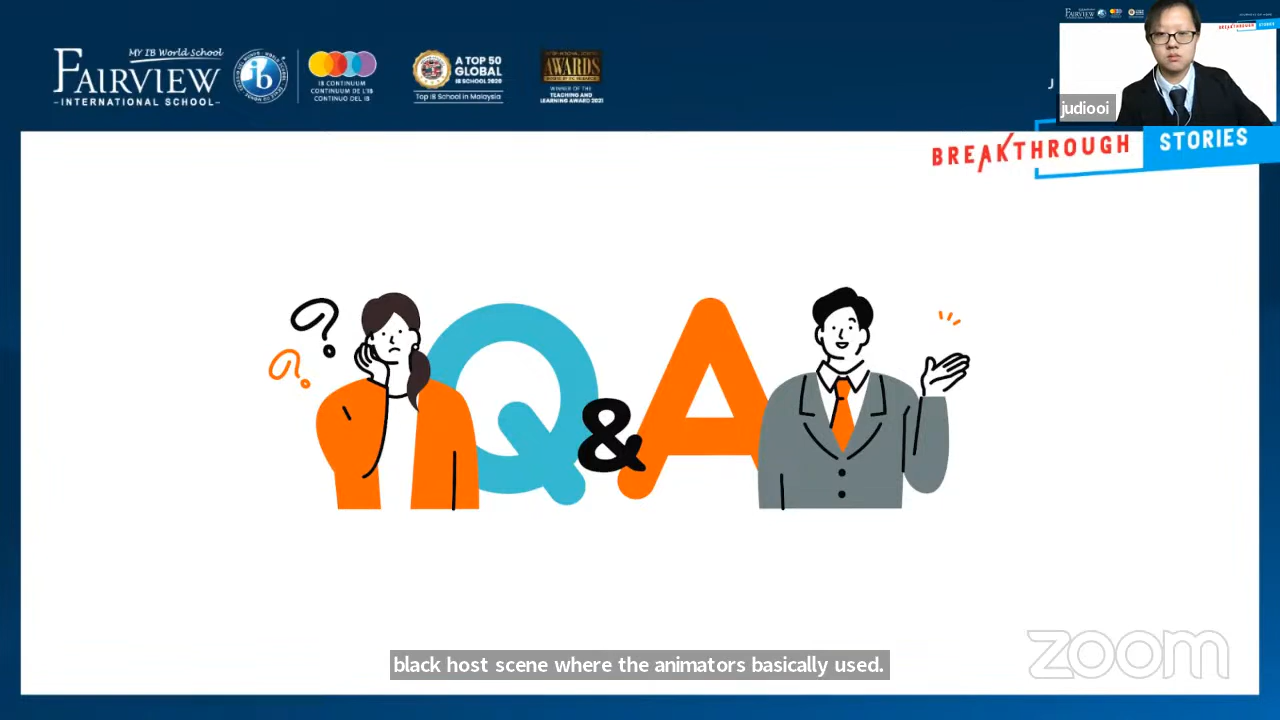 MY IB World School
FAIRVIEW
-INTERNATIONAL SCHOOL-
ib
IB CONTINUUM
CONTINUUM DE L'IB
CONTINUO DEL IB
A TOP 50
GLOBAL
IB SCHOOL 2020
Top IB School in Malaysia
AWARDS
WINNER OF THE
TEACHING AND
LEARNING AWARD 2021
J
judiooi
BREAKTHROUGH STORIES
? ?
Q&A
black host scene where the animators basically used.
zoom